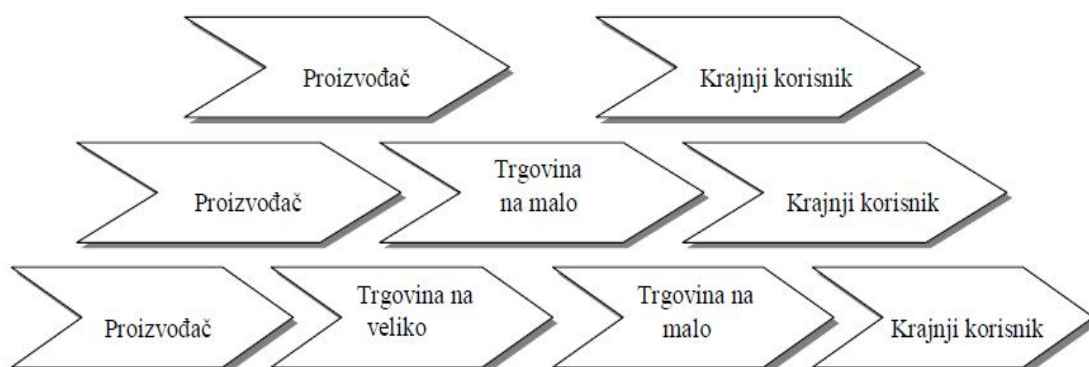 Proizvođač
Krajnji korisnik
Proizvođač
Trgovina
na malo
Krajnji korisnik
Proizvođač
Trgovina na
veliko
Trgovina na
malo
Krajnji korisnik